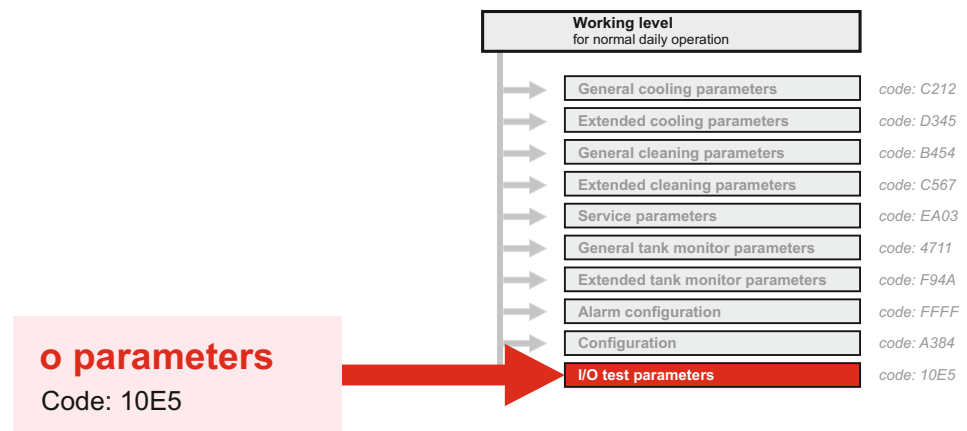 Working level
for normal daily operation
General cooling parameters code: C212
Extended cooling parameters code: D345
General cleaning parameters code: B454
Extended cleaning parameters code: C567
Service parameters code: EA03
General tank monitor parameters code: 4711
Extended tank monitor parameters code: F94A
Alarm configuration code: FFFF
Configuration code: A384
I/O test parameters code: 10E5
o parameters
Code: 10E5